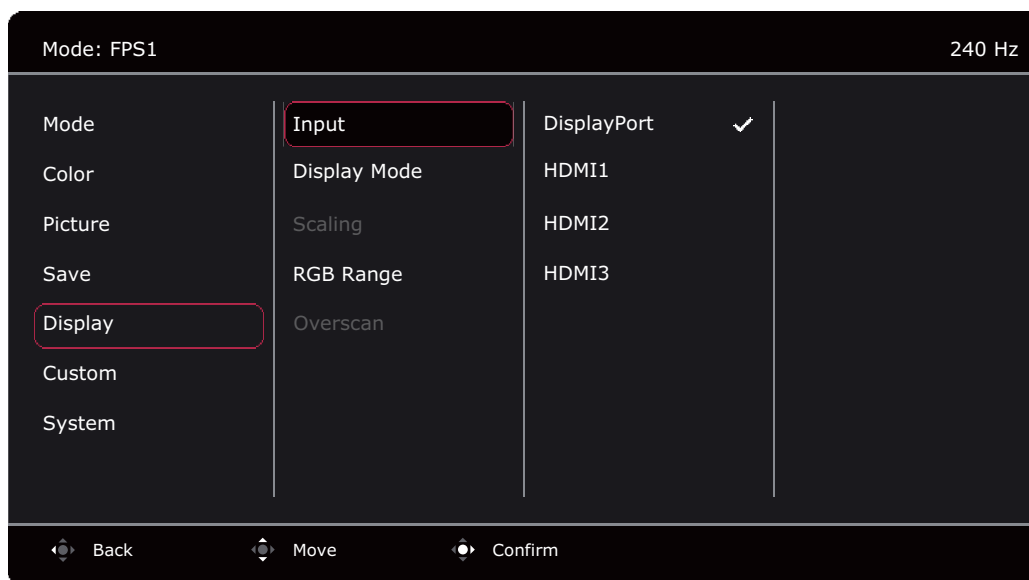 Mode: FPS1
240 Hz
Mode
Color
Picture
Save
Display
Custom
System
Input
Display Mode
Scaling
RGB Range
Overscan
DisplayPort
HDMI1
HDMI2
HDMI3
Back
Move
Confirm